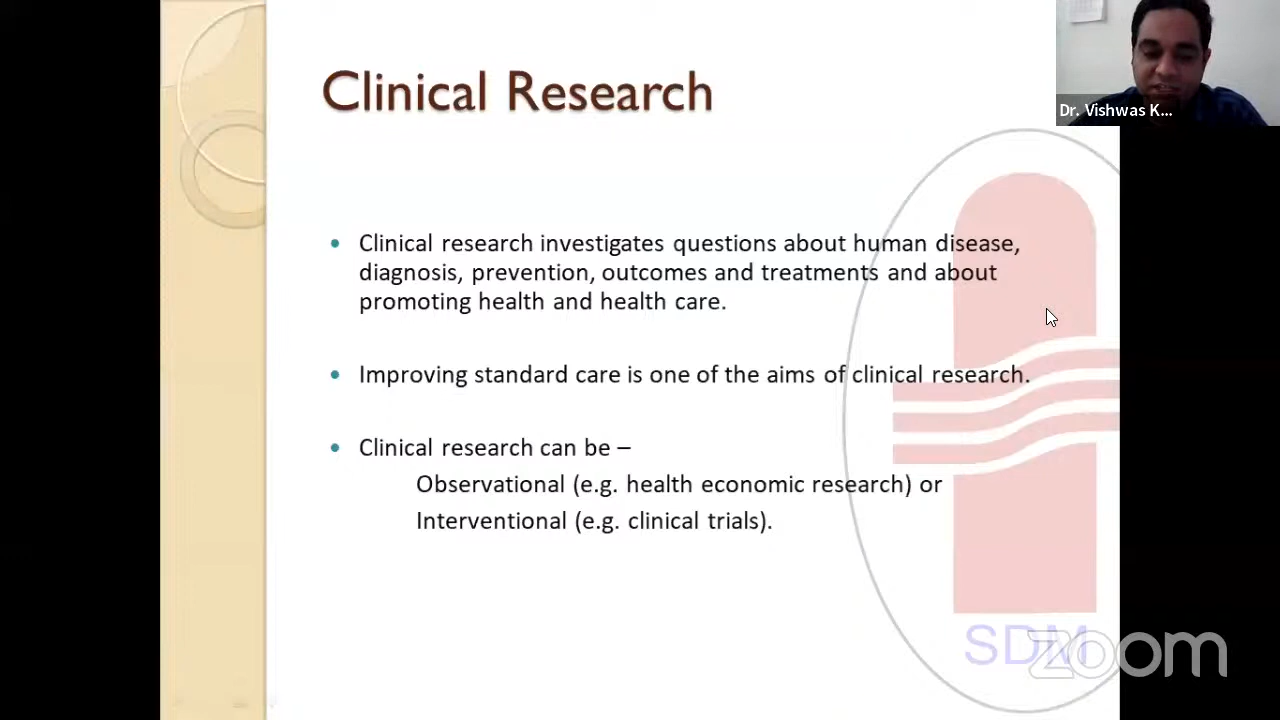 Clinical Research
Dr. Vishwas K...
• Clinical research investigates questions about human disease,
diagnosis, prevention, outcomes and treatments and about
promoting health and health care.
• Improving standard care is one of the aims of clinical research.
• Clinical research can be –
Observational (e.g. health economic research) or
Interventional (e.g. clinical trials).
SDM
zoom